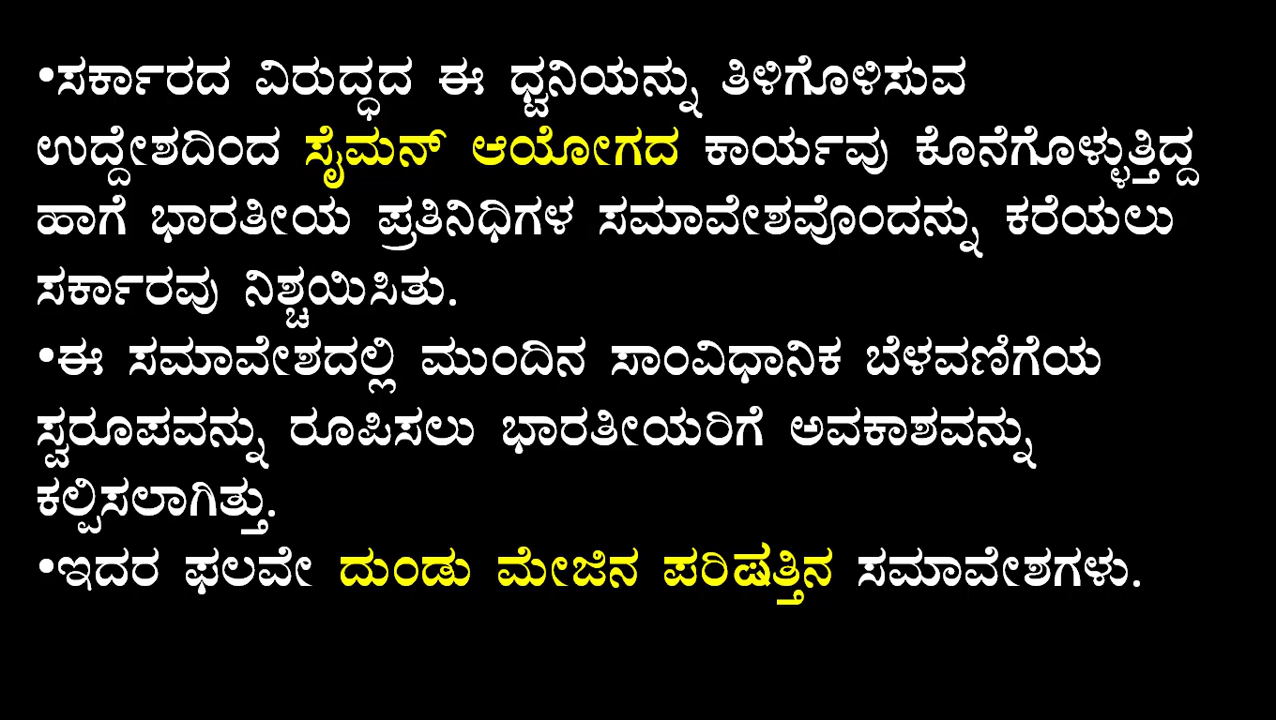 •ಸರ್ಕಾರದ ವಿರುದ್ಧದ ಈ ಧ್ವನಿಯನ್ನು ತಿಳಿಗೊಳಿಸುವ
ಉದ್ದೇಶದಿಂದ ಸೈಮನ್ ಆಯೋಗದ ಕಾರ್ಯವು ಕೊನೆಗೊಳ್ಳುತ್ತಿದ್ದ
ಹಾಗೆ ಭಾರತೀಯ ಪ್ರತಿನಿಧಿಗಳ ಸಮಾವೇಶವೊಂದನ್ನು ಕರೆಯಲು
ಸರ್ಕಾರವು ನಿಶ್ಚಯಿಸಿತು.
•ಈ ಸಮಾವೇಶದಲ್ಲಿ ಮುಂದಿನ ಸಾಂವಿಧಾನಿಕ ಬೆಳವಣಿಗೆಯ
ಸ್ವರೂಪವನ್ನು ರೂಪಿಸಲು ಭಾರತೀಯರಿಗೆ ಅವಕಾಶವನ್ನು
ಕಲ್ಪಿಸಲಾಗಿತ್ತು.
•ಇದರ ಫಲವೇ ದುಂಡು ಮೇಜಿನ ಪರಿಷತ್ತಿನ ಸಮಾವೇಶಗಳು.